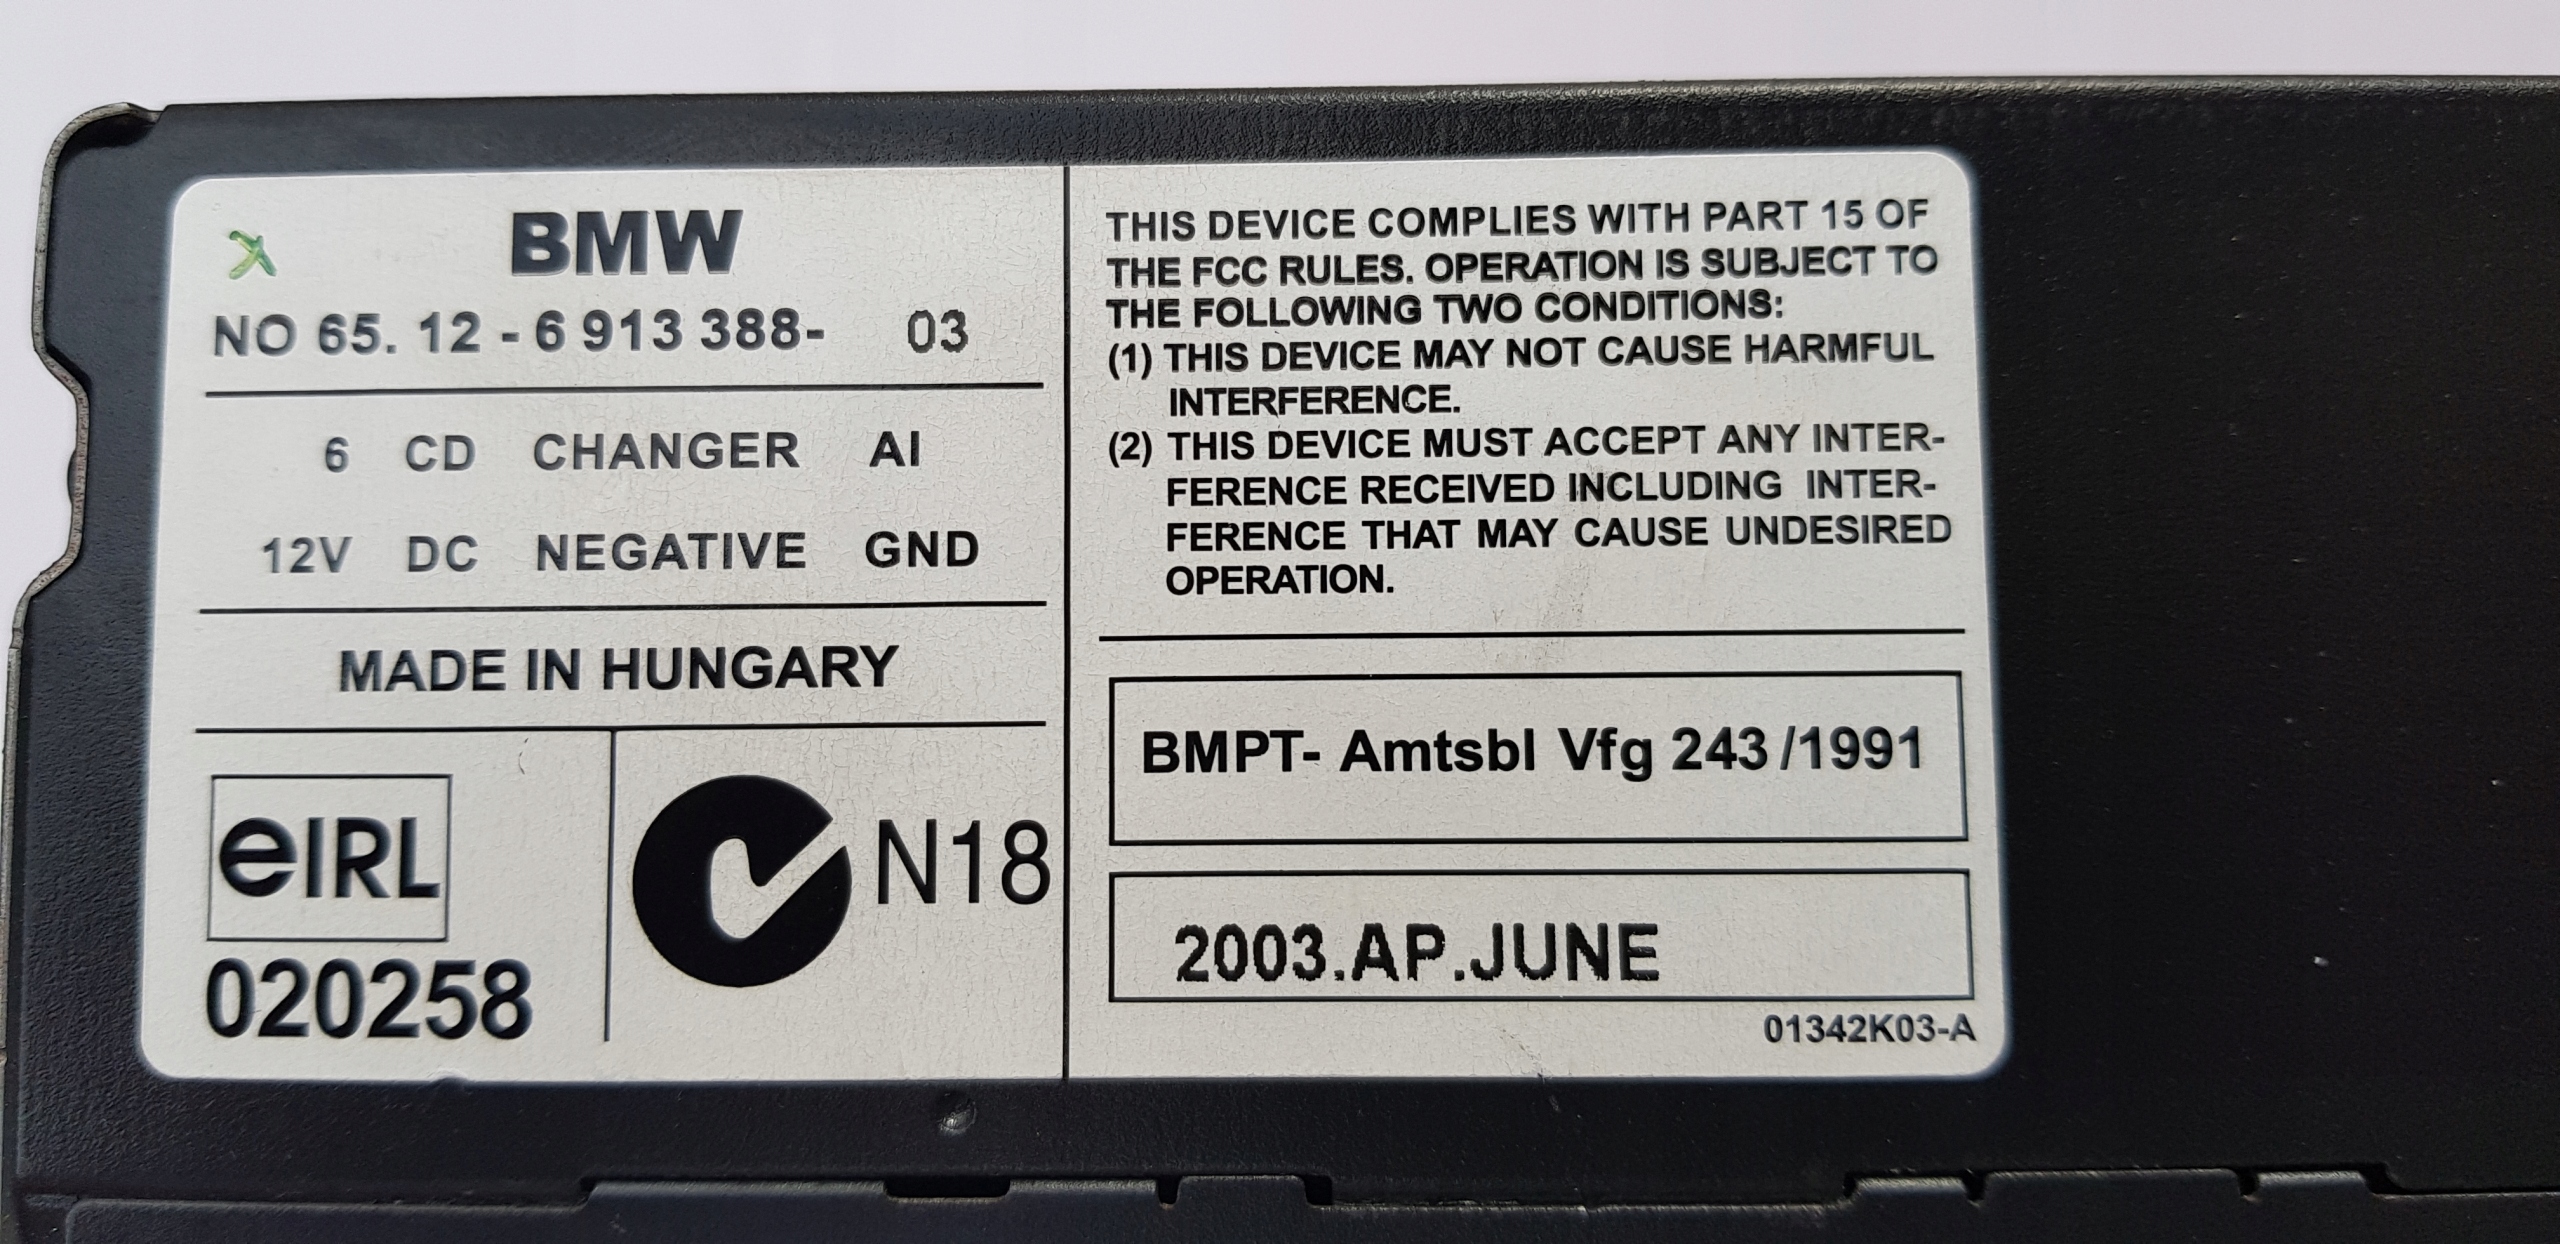 BMW
NO 65. 12 - 6 913 388- 03
6 CD CHANGER AI
12V DC NEGATIVE GND
MADE IN HUNGARY
eIRL
020258
N18
THIS DEVICE COMPLIES WITH PART 15 OF
THE FCC RULES. OPERATION IS SUBJECT TO
THE FOLLOWING TWO CONDITIONS:
(1) THIS DEVICE MAY NOT CAUSE HARMFUL
INTERFERENCE.
(2) THIS DEVICE MUST ACCEPT ANY INTER-
FERENCE RECEIVED INCLUDING INTER-
FERENCE THAT MAY CAUSE UNDESIRED
OPERATION.
BMPT- Amtsbl Vfg 243/1991
2003.AP.JUNE
01342K03-A